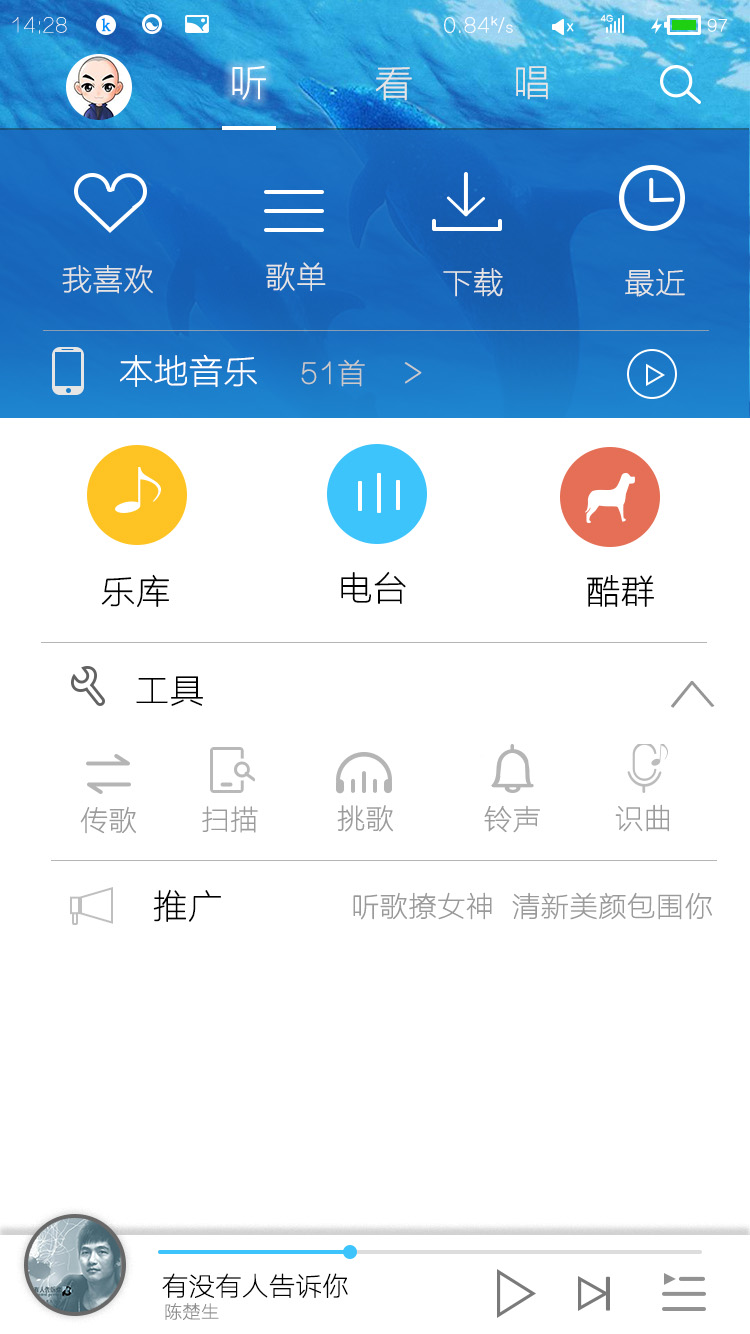 14:28 k 0.84k/s 4G 97
听 看 唱
我喜欢 歌单 下载 最近
本地音乐 51首 >
乐库 电台 酷群
工具
传歌 扫描 挑歌 铃声 识曲
推广 听歌撩女神 清新美颜包围你
有没有人告诉你
陈楚生